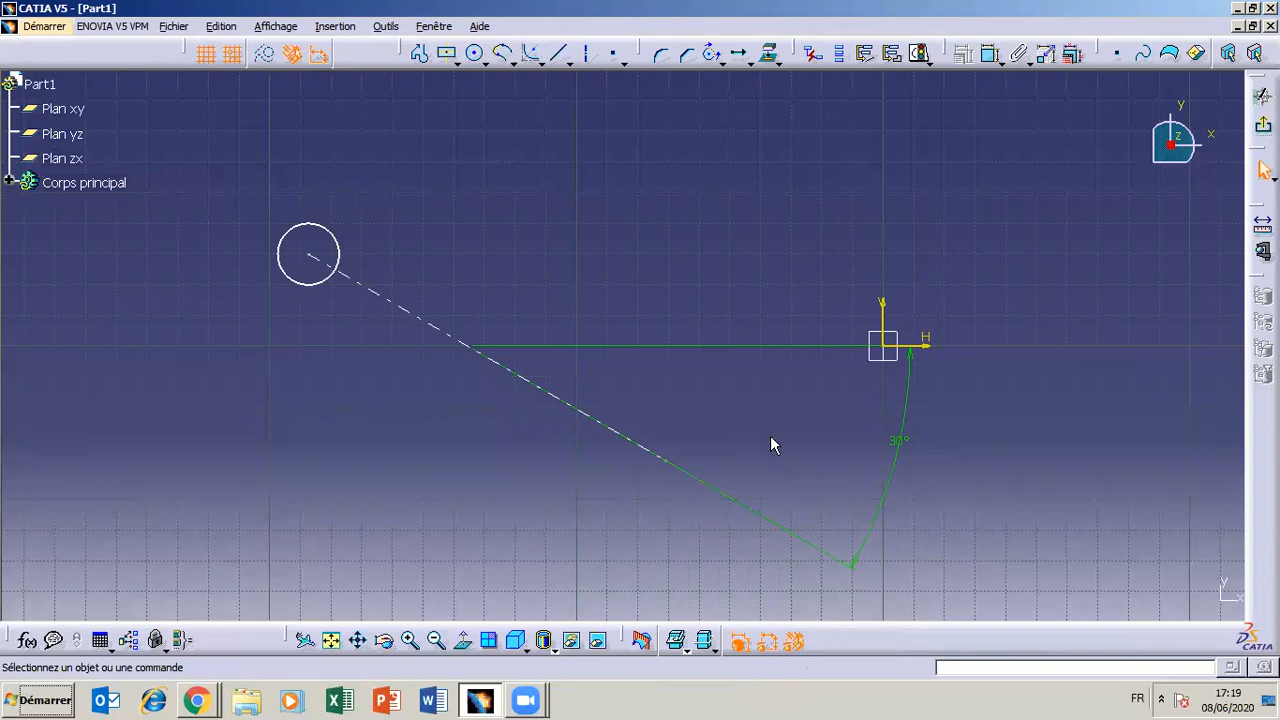 CATIA V5 - [Part1]
Démarrer ENOVIA V5 VPM Fichier Edition Affichage Insertion Outils Fenêtre Aide
Part1
Plan xy
Plan yz
Plan zx
Corps principal
y
x
z
V
H
30°
y
x
f(x)
CATIA
Sélectionnez un objet ou une commande
Démarrer
FR
17:19
08/06/2020